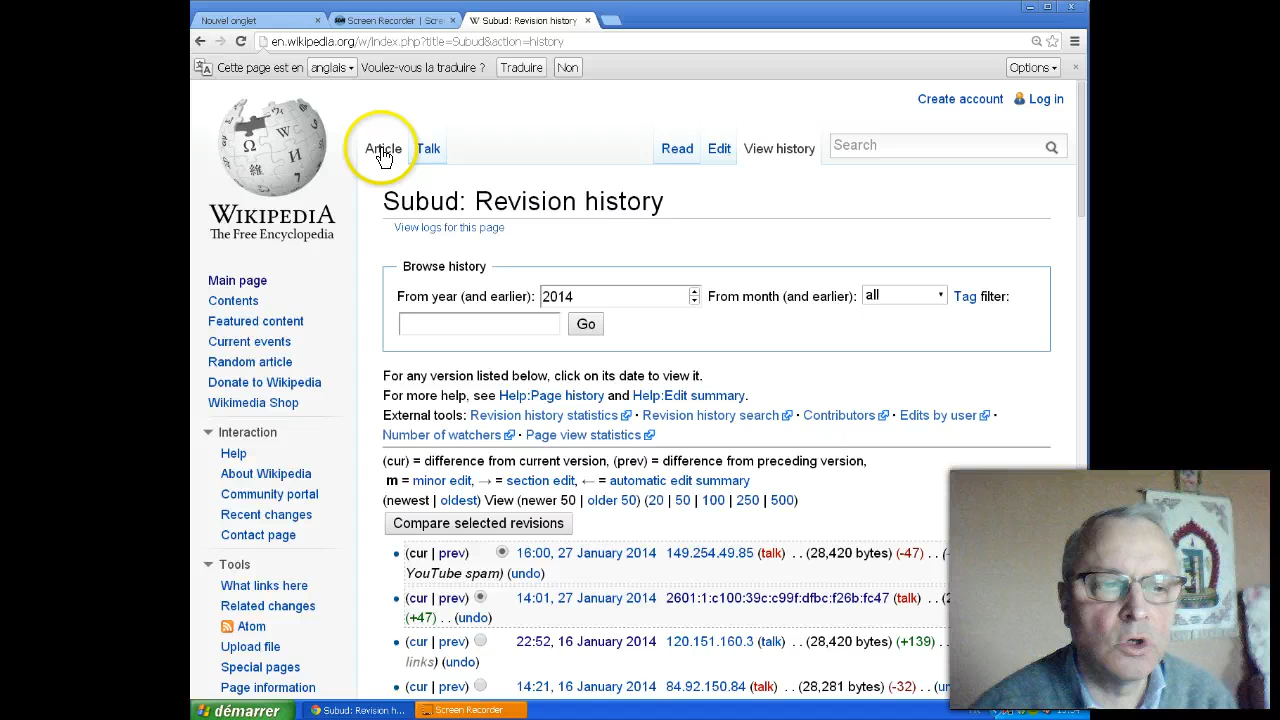 Nouvel onglet × Screen Recorder | Scre × W Subud: Revision history ×
en.wikipedia.org/w/index.php?title=Subud&action=history
Cette page est en anglais Voulez-vous la traduire ? Traduire Non Options ×
Create account Log in
Article Talk Read Edit View history Search
WIKIPEDIA
The Free Encyclopedia
Subud: Revision history
View logs for this page
Browse history
From year (and earlier): 2014 From month (and earlier): all Tag filter:
Go
Main page
Contents
Featured content
Current events
Random article
Donate to Wikipedia
Wikimedia Shop
Interaction
Help
About Wikipedia
Community portal
Recent changes
Contact page
Tools
What links here
Related changes
Atom
Upload file
Special pages
Page information
For any version listed below, click on its date to view it.
For more help, see Help:Page history and Help:Edit summary.
External tools: Revision history statistics · Revision history search · Contributors · Edits by user ·
Number of watchers · Page view statistics
(cur) = difference from current version, (prev) = difference from preceding version,
m = minor edit, → = section edit, ← = automatic edit summary
(newest | oldest) View (newer 50 | older 50) (20 | 50 | 100 | 250 | 500)
Compare selected revisions
(cur | prev) 16:00, 27 January 2014 149.254.49.85 (talk) . . (28,420 bytes) (-47) . . (-
YouTube spam) (undo)
(cur | prev) 14:01, 27 January 2014 2601:1:c100:39c:c99f:dfbc:f26b:fc47 (talk) . . (2
(+47) . . (undo)
(cur | prev) 22:52, 16 January 2014 120.151.160.3 (talk) . . (28,420 bytes) (+139) . .
links) (undo)
(cur | prev) 14:21, 16 January 2014 84.92.150.84 (talk) . . (28,281 bytes) (-32) . . (un
démarrer Subud: Revision h... Screen Recorder